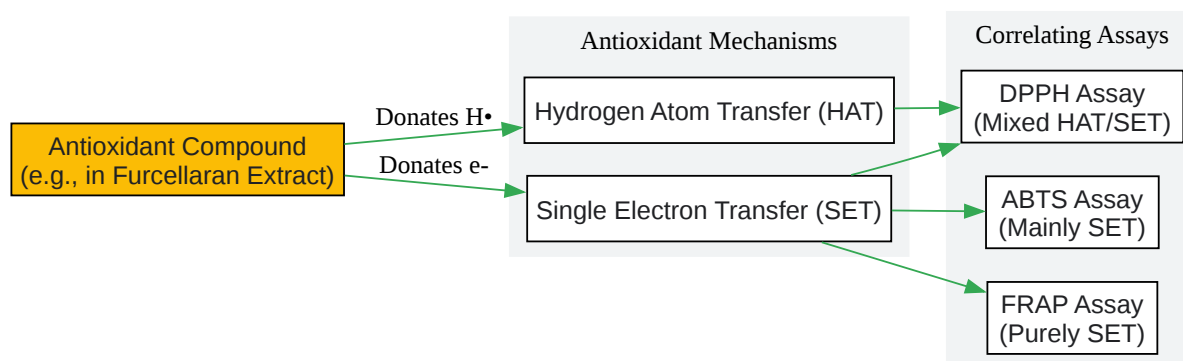 Antioxidant Mechanisms
Correlating Assays
Antioxidant Compound
(e.g., in Furcellaran Extract)
Donates H•
Donates e-
Hydrogen Atom Transfer (HAT)
Single Electron Transfer (SET)
DPPH Assay
(Mixed HAT/SET)
ABTS Assay
(Mainly SET)
FRAP Assay
(Purely SET)